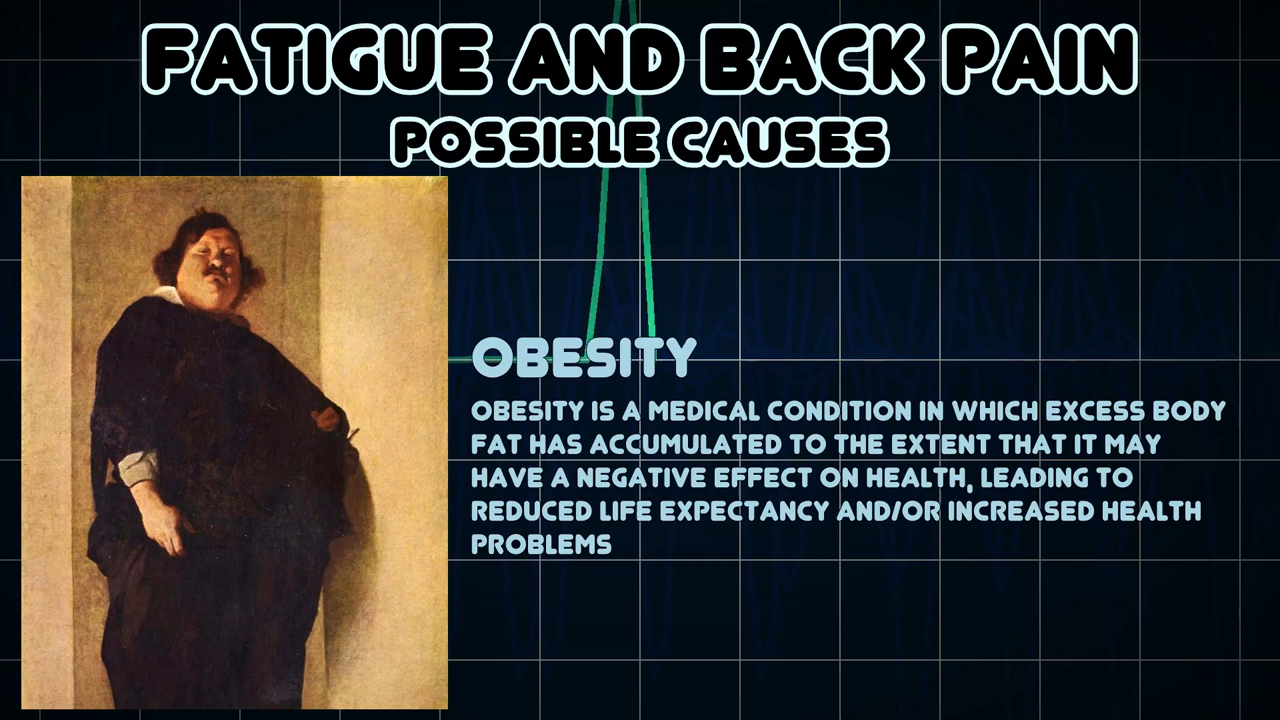 FATIGUE AND BACK PAIN
POSSIBLE CAUSES
OBESITY
OBESITY IS A MEDICAL CONDITION IN WHICH EXCESS BODY
FAT HAS ACCUMULATED TO THE EXTENT THAT IT MAY
HAVE A NEGATIVE EFFECT ON HEALTH, LEADING TO
REDUCED LIFE EXPECTANCY AND/OR INCREASED HEALTH
PROBLEMS